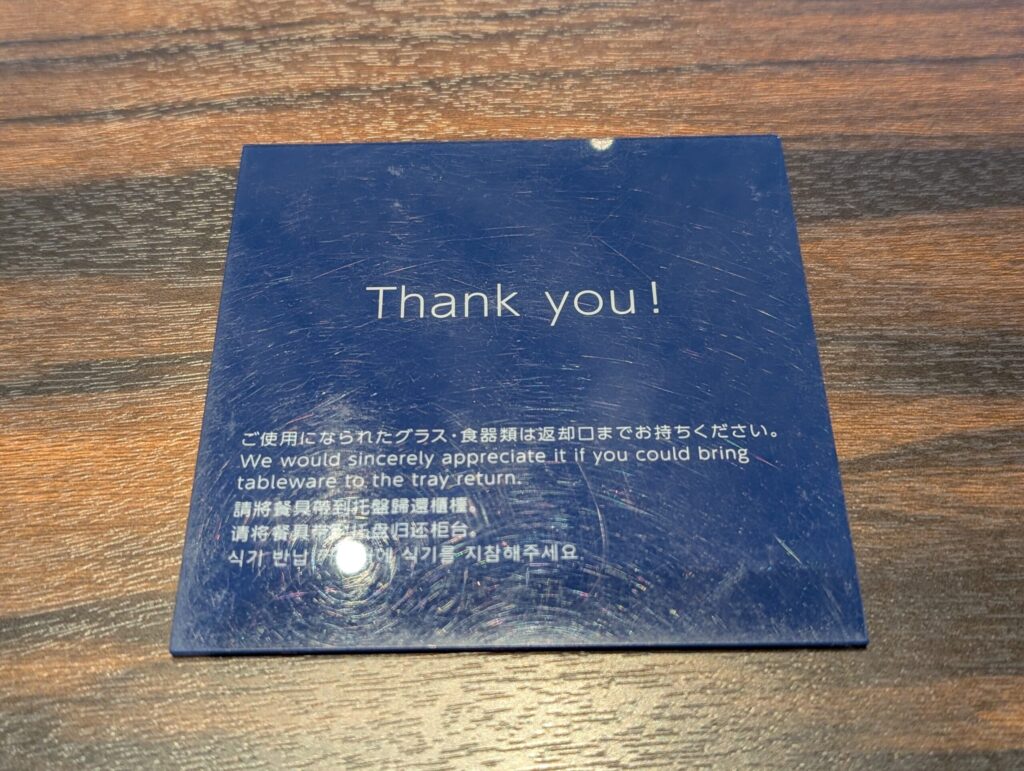 Thank you!
ご使用になられたグラス・食器類は返却口までお持ちください。
We would sincerely appreciate it if you could bring
tableware to the tray return.
請將餐具帶到托盤歸還櫃檯。
请将餐具带到托盘归还柜台。
식기 반납 식기를 지참해주세요